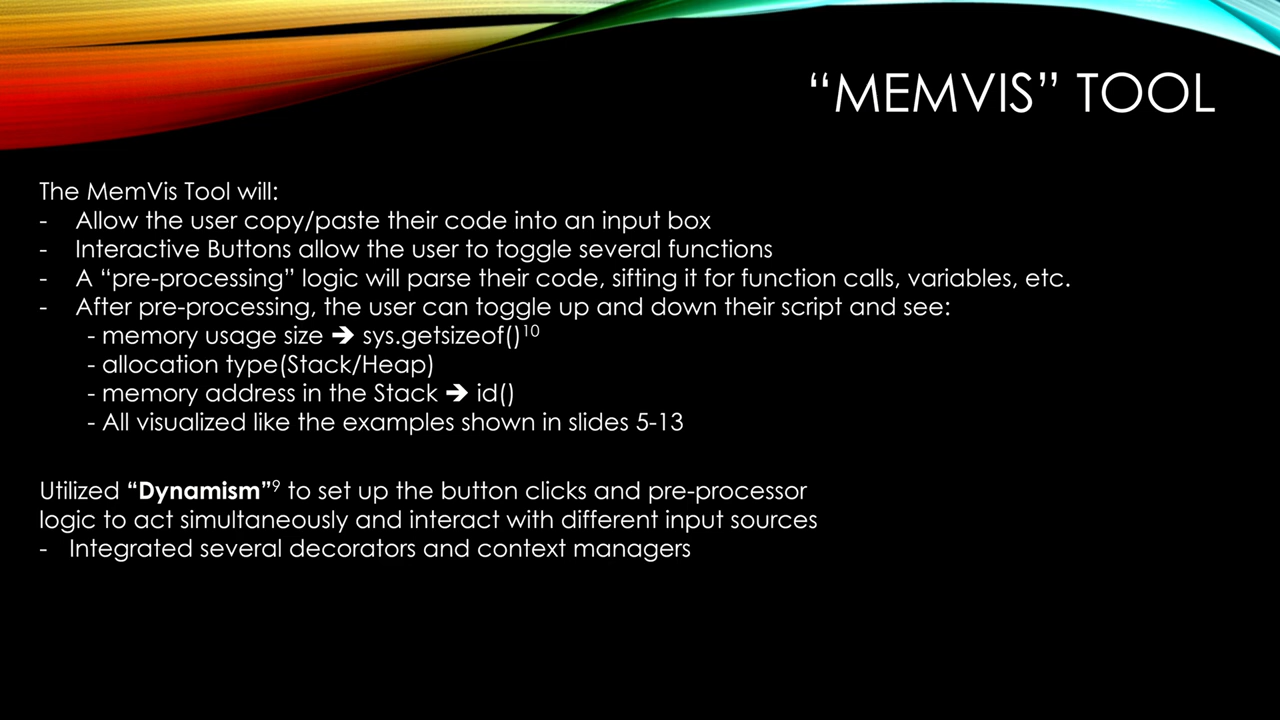 “MEMVIS” TOOL
The MemVis Tool will:
- Allow the user copy/paste their code into an input box
- Interactive Buttons allow the user to toggle several functions
- A “pre-processing” logic will parse their code, sifting it for function calls, variables, etc.
- After pre-processing, the user can toggle up and down their script and see:
- memory usage size ➔ sys.getsizeof()¹⁰
- allocation type(Stack/Heap)
- memory address in the Stack ➔ id()
- All visualized like the examples shown in slides 5-13
Utilized “Dynamism”⁹ to set up the button clicks and pre-processor
logic to act simultaneously and interact with different input sources
- Integrated several decorators and context managers